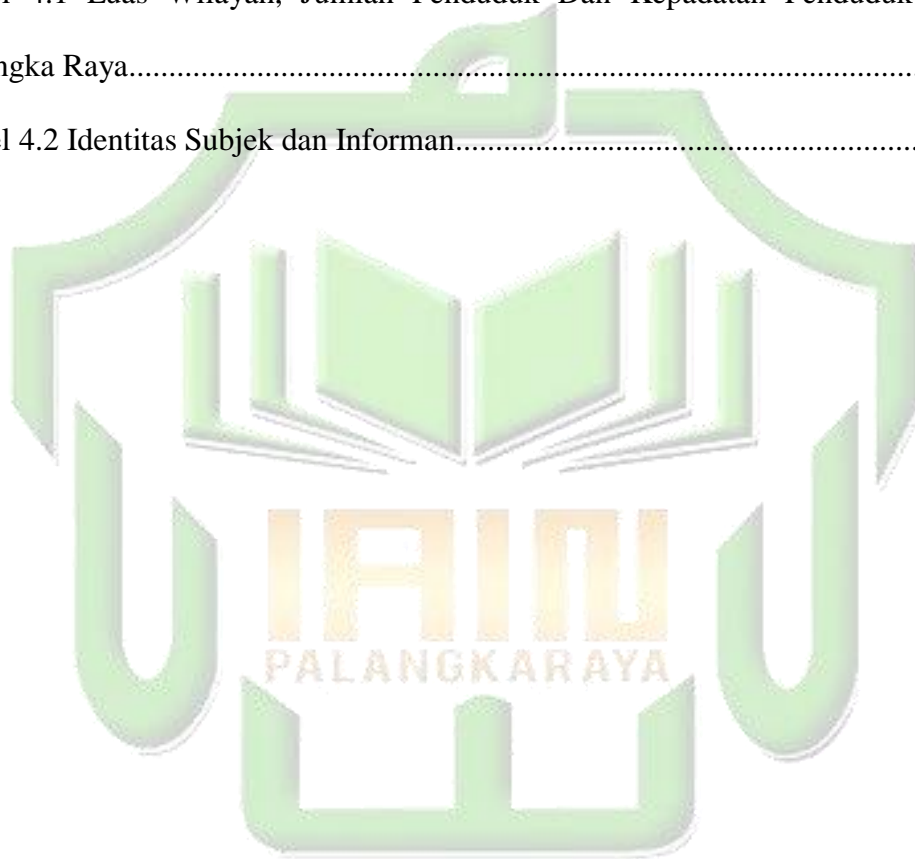 4.1 Luas Wilayah, Jumlah Penduduk Dan Kepadatan Penduduk
ngka Raya................................................................................................
el 4.2 Identitas Subjek dan Informan.........................................................
IAIN
PALANGKARAYA